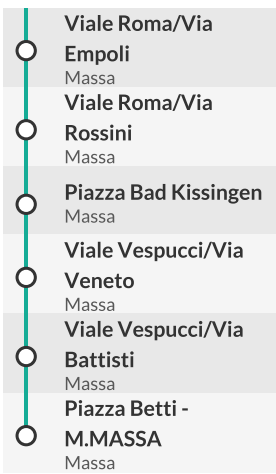 Viale Roma/Via
Empoli
Massa
Viale Roma/Via
Rossini
Massa
Piazza Bad Kissingen
Massa
Viale Vespucci/Via
Veneto
Massa
Viale Vespucci/Via
Battisti
Massa
Piazza Betti -
M.MASSA
Massa